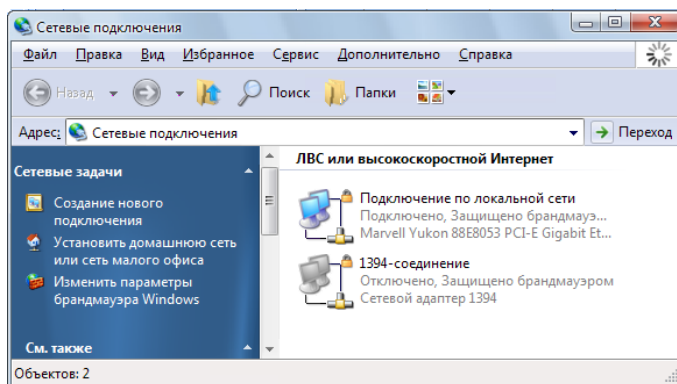 Сетевые подключения
Файл Правка Вид Избранное Сервис Дополнительно Справка
Назад Поиск Папки
Адрес: Сетевые подключения Переход
Сетевые задачи
Создание нового
подключения
Установить домашнюю сеть
или сеть малого офиса
Изменить параметры
брандмауэра Windows
См. также
ЛВС или высокоскоростной Интернет
Подключение по локальной сети
Подключено, Защищено брандмауэ...
Marvell Yukon 88E8053 PCI-E Gigabit Et...
1394-соединение
Отключено, Защищено брандмауэром
Сетевой адаптер 1394
Объектов: 2